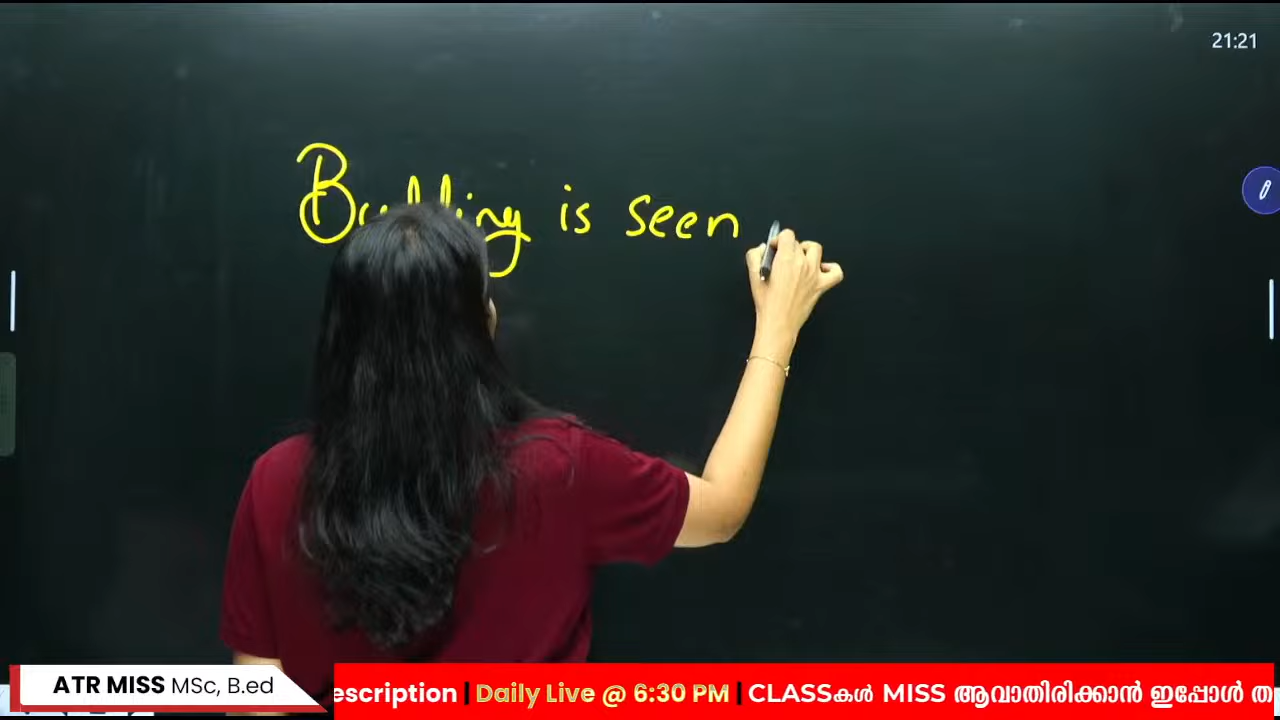 21:21
is seen
ATR MISS MSc, B.ed
escription | Daily Live @ 6:30 PM | CLASSകൾ MISS ആവാതിരിക്കാൻ ഇപ്പോൾ ത